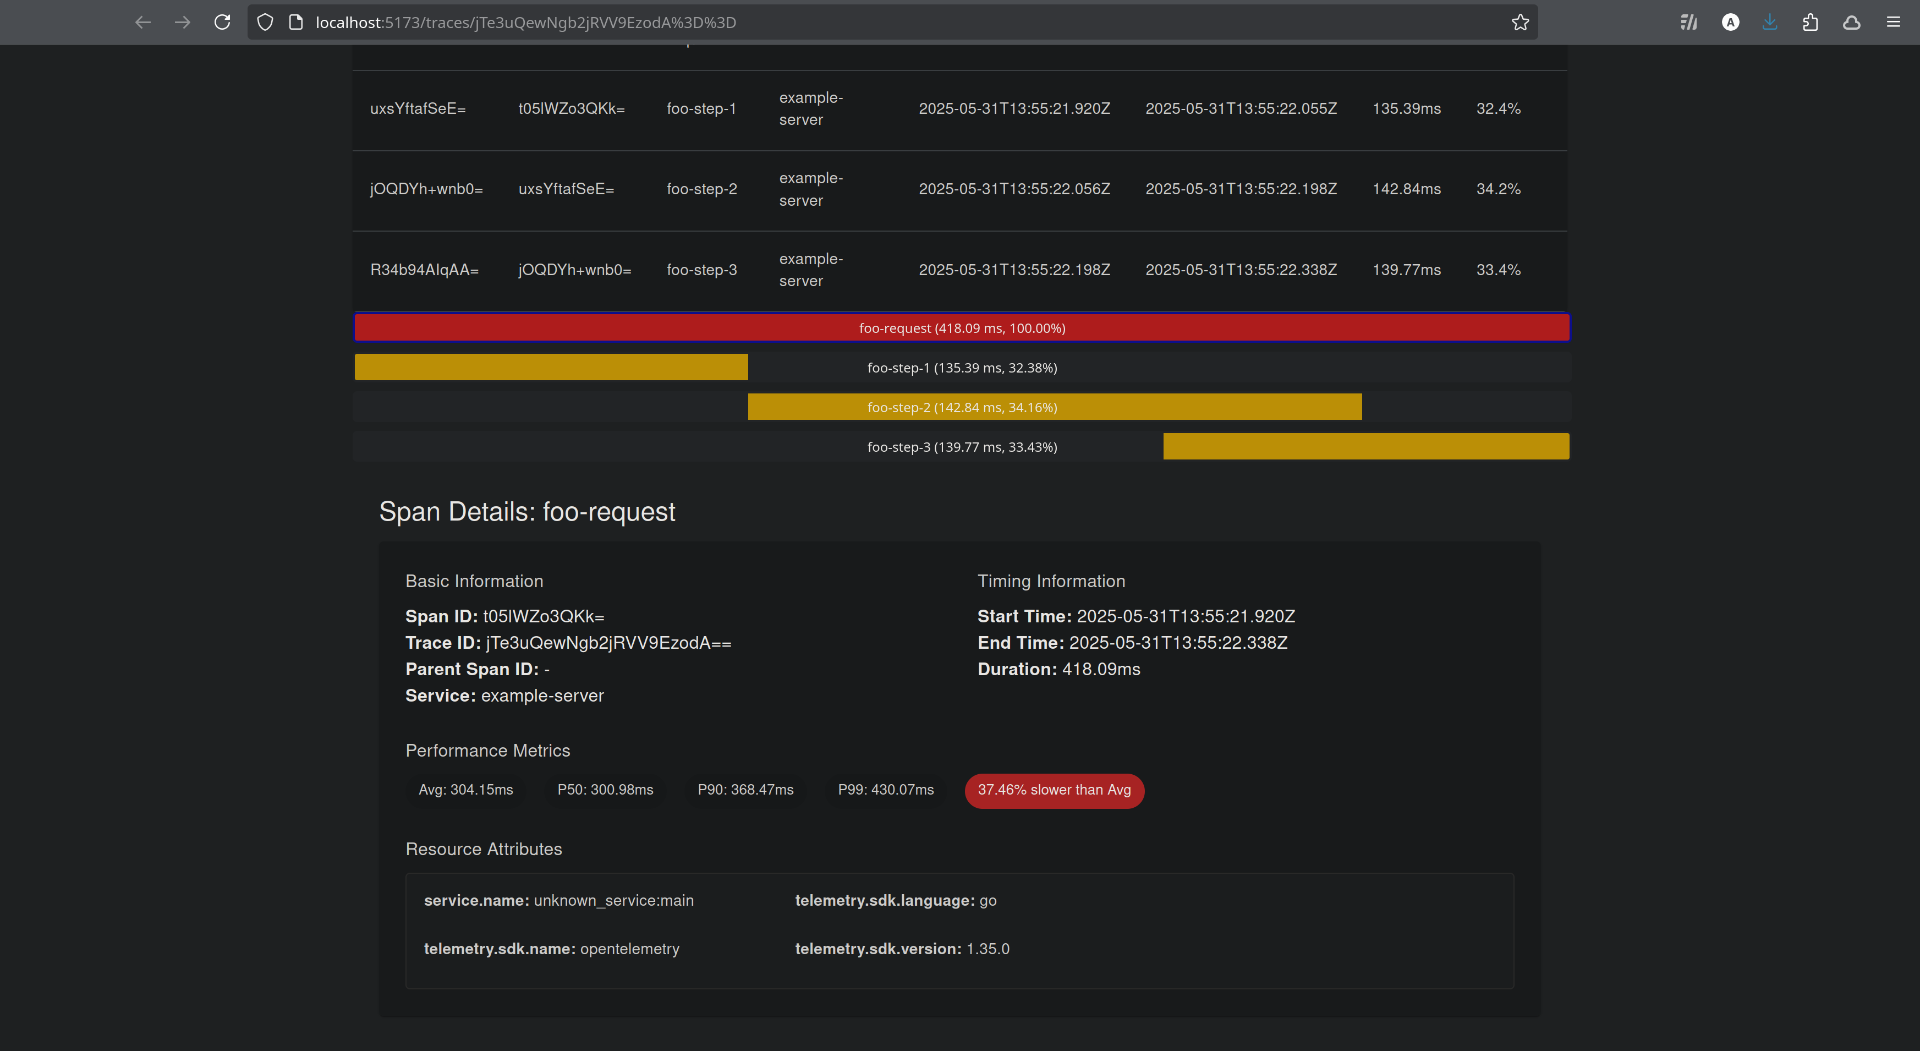 localhost:5173/traces/jTe3uQewNgb2jRVV9EzodA%3D%3D
A
uxsYftafSeE= t05lWZo3QKk= foo-step-1 example-server 2025-05-31T13:55:21.920Z 2025-05-31T13:55:22.055Z 135.39ms 32.4%
jOQDYh+wnb0= uxsYftafSeE= foo-step-2 example-server 2025-05-31T13:55:22.056Z 2025-05-31T13:55:22.198Z 142.84ms 34.2%
R34b94AIqAA= jOQDYh+wnb0= foo-step-3 example-server 2025-05-31T13:55:22.198Z 2025-05-31T13:55:22.338Z 139.77ms 33.4%
foo-request (418.09 ms, 100.00%)
foo-step-1 (135.39 ms, 32.38%)
foo-step-2 (142.84 ms, 34.16%)
foo-step-3 (139.77 ms, 33.43%)
Span Details: foo-request
Basic Information
Span ID: t05lWZo3QKk=
Trace ID: jTe3uQewNgb2jRVV9EzodA==
Parent Span ID: -
Service: example-server
Timing Information
Start Time: 2025-05-31T13:55:21.920Z
End Time: 2025-05-31T13:55:22.338Z
Duration: 418.09ms
Performance Metrics
Avg: 304.15ms P50: 300.98ms P90: 368.47ms P99: 430.07ms 37.46% slower than Avg
Resource Attributes
service.name: unknown_service:main telemetry.sdk.language: go
telemetry.sdk.name: opentelemetry telemetry.sdk.version: 1.35.0